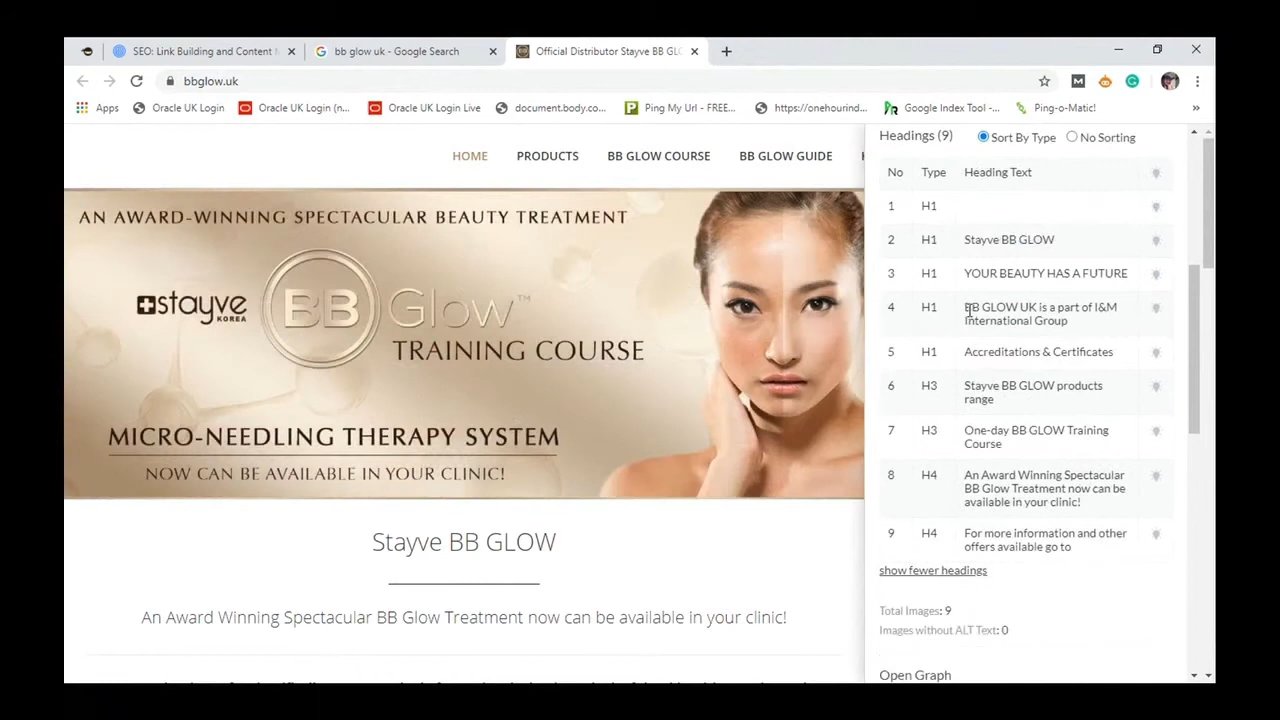 SEO: Link Building and Content
bb glow uk - Google Search
Official Distributor Stayve BB GLO
bbglow.uk
Apps
Oracle UK Login
Oracle UK Login (n...
Oracle UK Login Live
document.body.co...
Ping My Url - FREE...
https://onehourind...
Google Index Tool -...
Ping-o-Matic!
»
HOME
PRODUCTS
BB GLOW COURSE
BB GLOW GUIDE
AN AWARD-WINNING SPECTACULAR BEAUTY TREATMENT
stayve
KOREA
BB Glow™
TRAINING COURSE
MICRO-NEEDLING THERAPY SYSTEM
NOW CAN BE AVAILABLE IN YOUR CLINIC!
Stayve BB GLOW
An Award Winning Spectacular BB Glow Treatment now can be available in your clinic!
Headings (9) Sort By Type No Sorting
No Type Heading Text
1 H1
2 H1 Stayve BB GLOW
3 H1 YOUR BEAUTY HAS A FUTURE
4 H1 BB GLOW UK is a part of I&M
International Group
5 H1 Accreditations & Certificates
6 H3 Stayve BB GLOW products
range
7 H3 One-day BB GLOW Training
Course
8 H4 An Award Winning Spectacular
BB Glow Treatment now can be
available in your clinic!
9 H4 For more information and other
offers available go to
show fewer headings
Total Images: 9
Images without ALT Text: 0
Open Graph